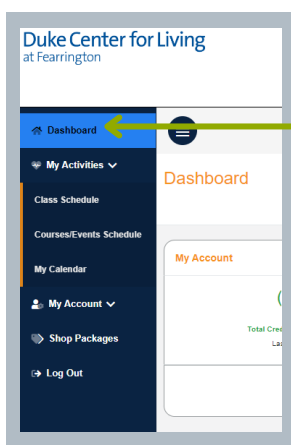 Duke Center for Living
at Fearrington
Dashboard
My Activities
Dashboard
Class Schedule
Courses/Events Schedule
My Account
My Calendar
My Account
Total Cre
La
Shop Packages
Log Out